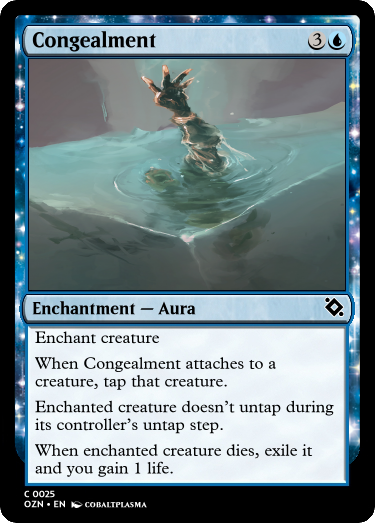 Congealment 3
Enchantment — Aura
Enchant creature
When Congealment attaches to a
creature, tap that creature.
Enchanted creature doesn't untap during
its controller's untap step.
When enchanted creature dies, exile it
and you gain 1 life.
C 0025
OZN • EN COBALTPLASMA